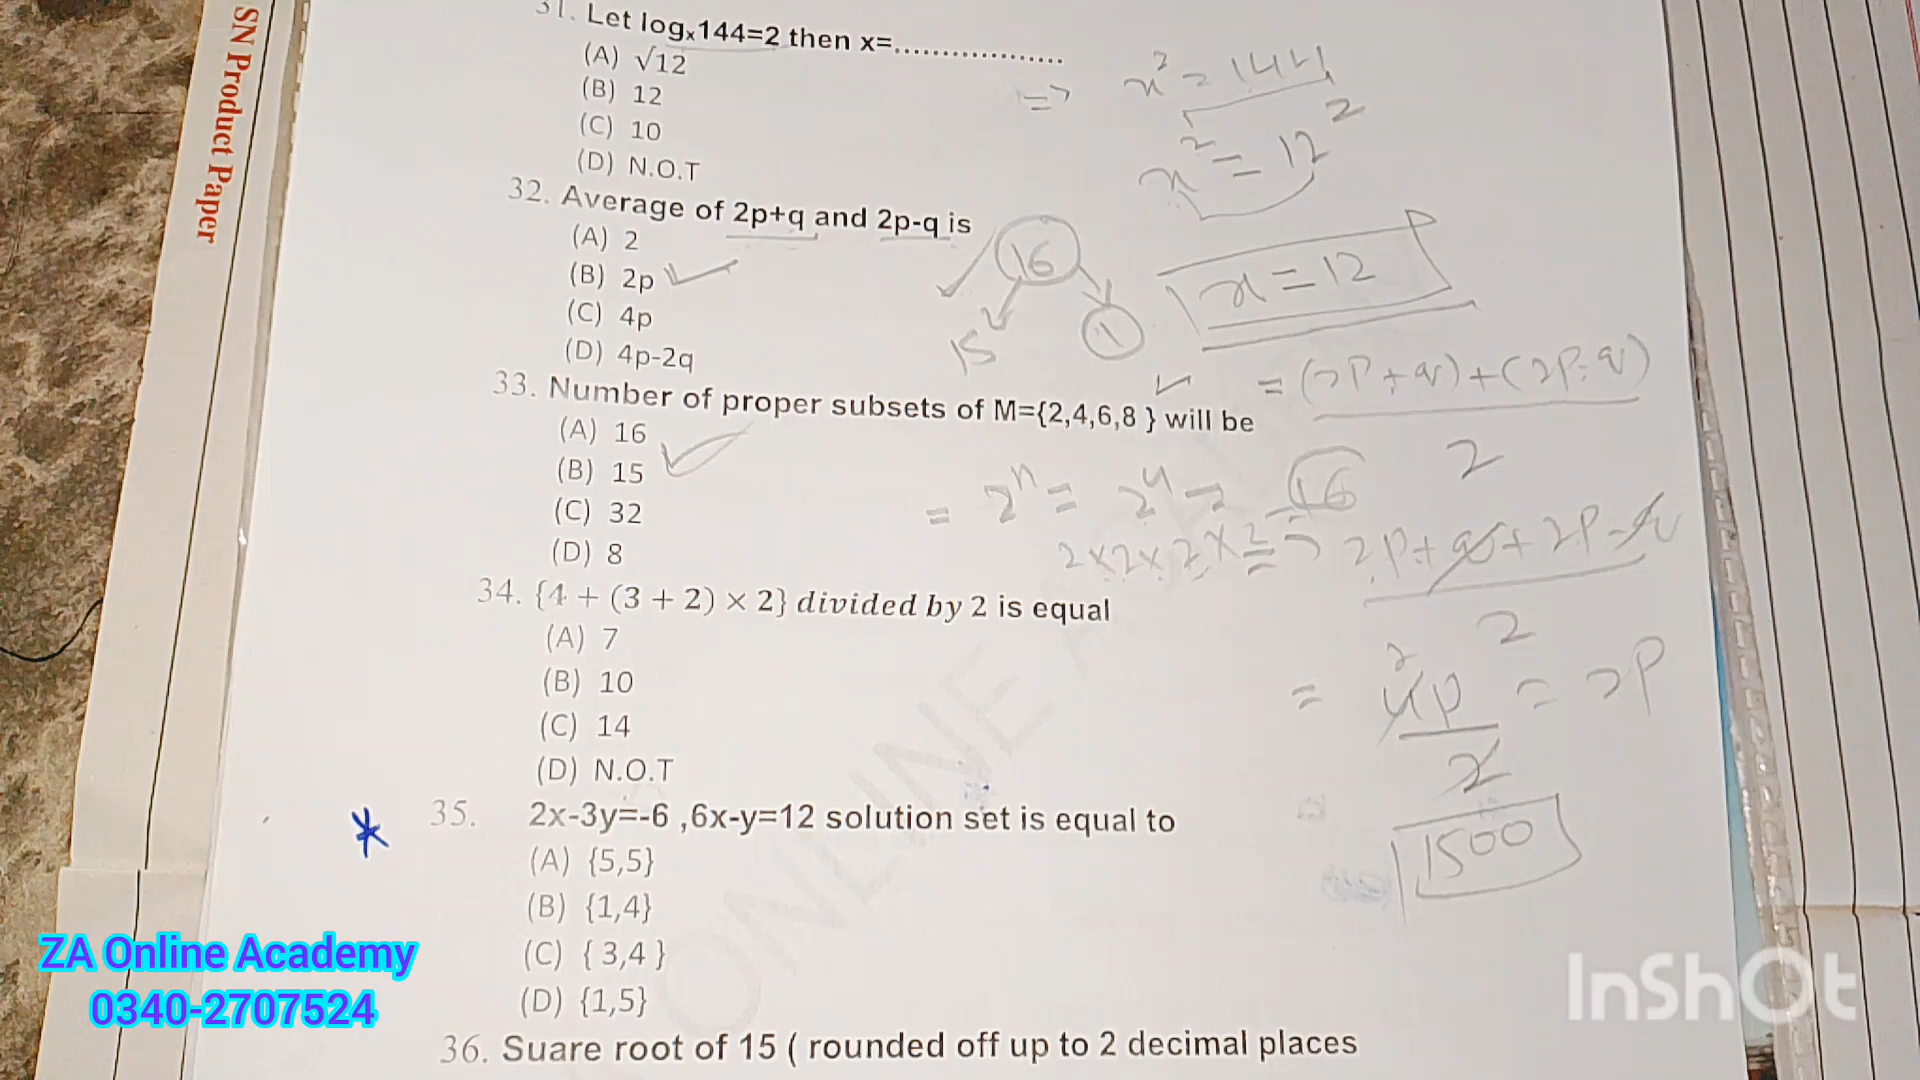 SN Product Paper
31. Let logₓ144=2 then x=..................
(A) √12
(B) 12
(C) 10
(D) N.O.T
32. Average of 2p+q and 2p-q is
(A) 2
(B) 2p
(C) 4p
(D) 4p-2q
33. Number of proper subsets of M={2,4,6,8 } will be
(A) 16
(B) 15
(C) 32
(D) 8
34. {4 + (3 + 2) × 2} divided by 2 is equal
(A) 7
(B) 10
(C) 14
(D) N.O.T
35. 2x-3y=-6 ,6x-y=12 solution set is equal to
(A) {5,5}
(B) {1,4}
(C) { 3,4 }
(D) {1,5}
36. Suare root of 15 ( rounded off up to 2 decimal places
=> x² = 144
x² = 12²
x = 12
16
15 1
= (2P+q)+(2P-q)
2
= 2ⁿ = 2⁴ = 16
2×2×2×2
= 2P+q+2P-q
2
= 4P = 2P
2
2
1500
ONLINE
ZA Online Academy
0340-2707524
InShOt